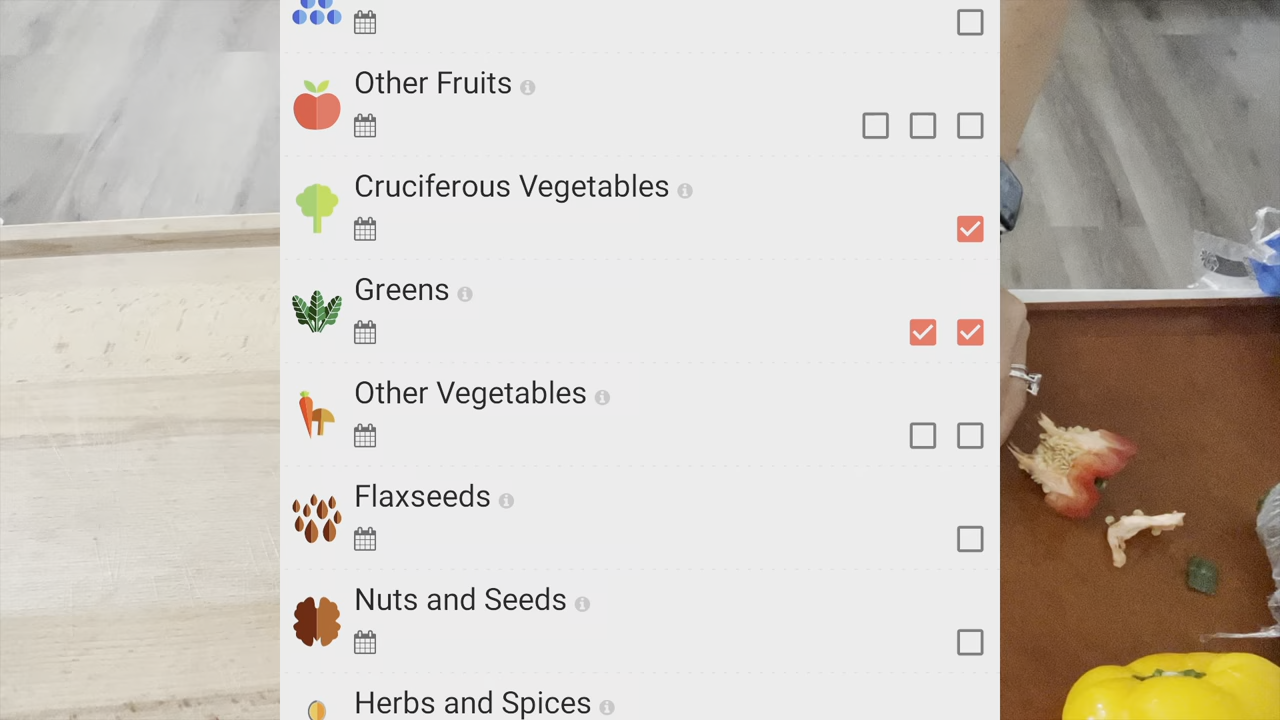 Other Fruits
Cruciferous Vegetables
Greens
Other Vegetables
Flaxseeds
Nuts and Seeds
Herbs and Spices